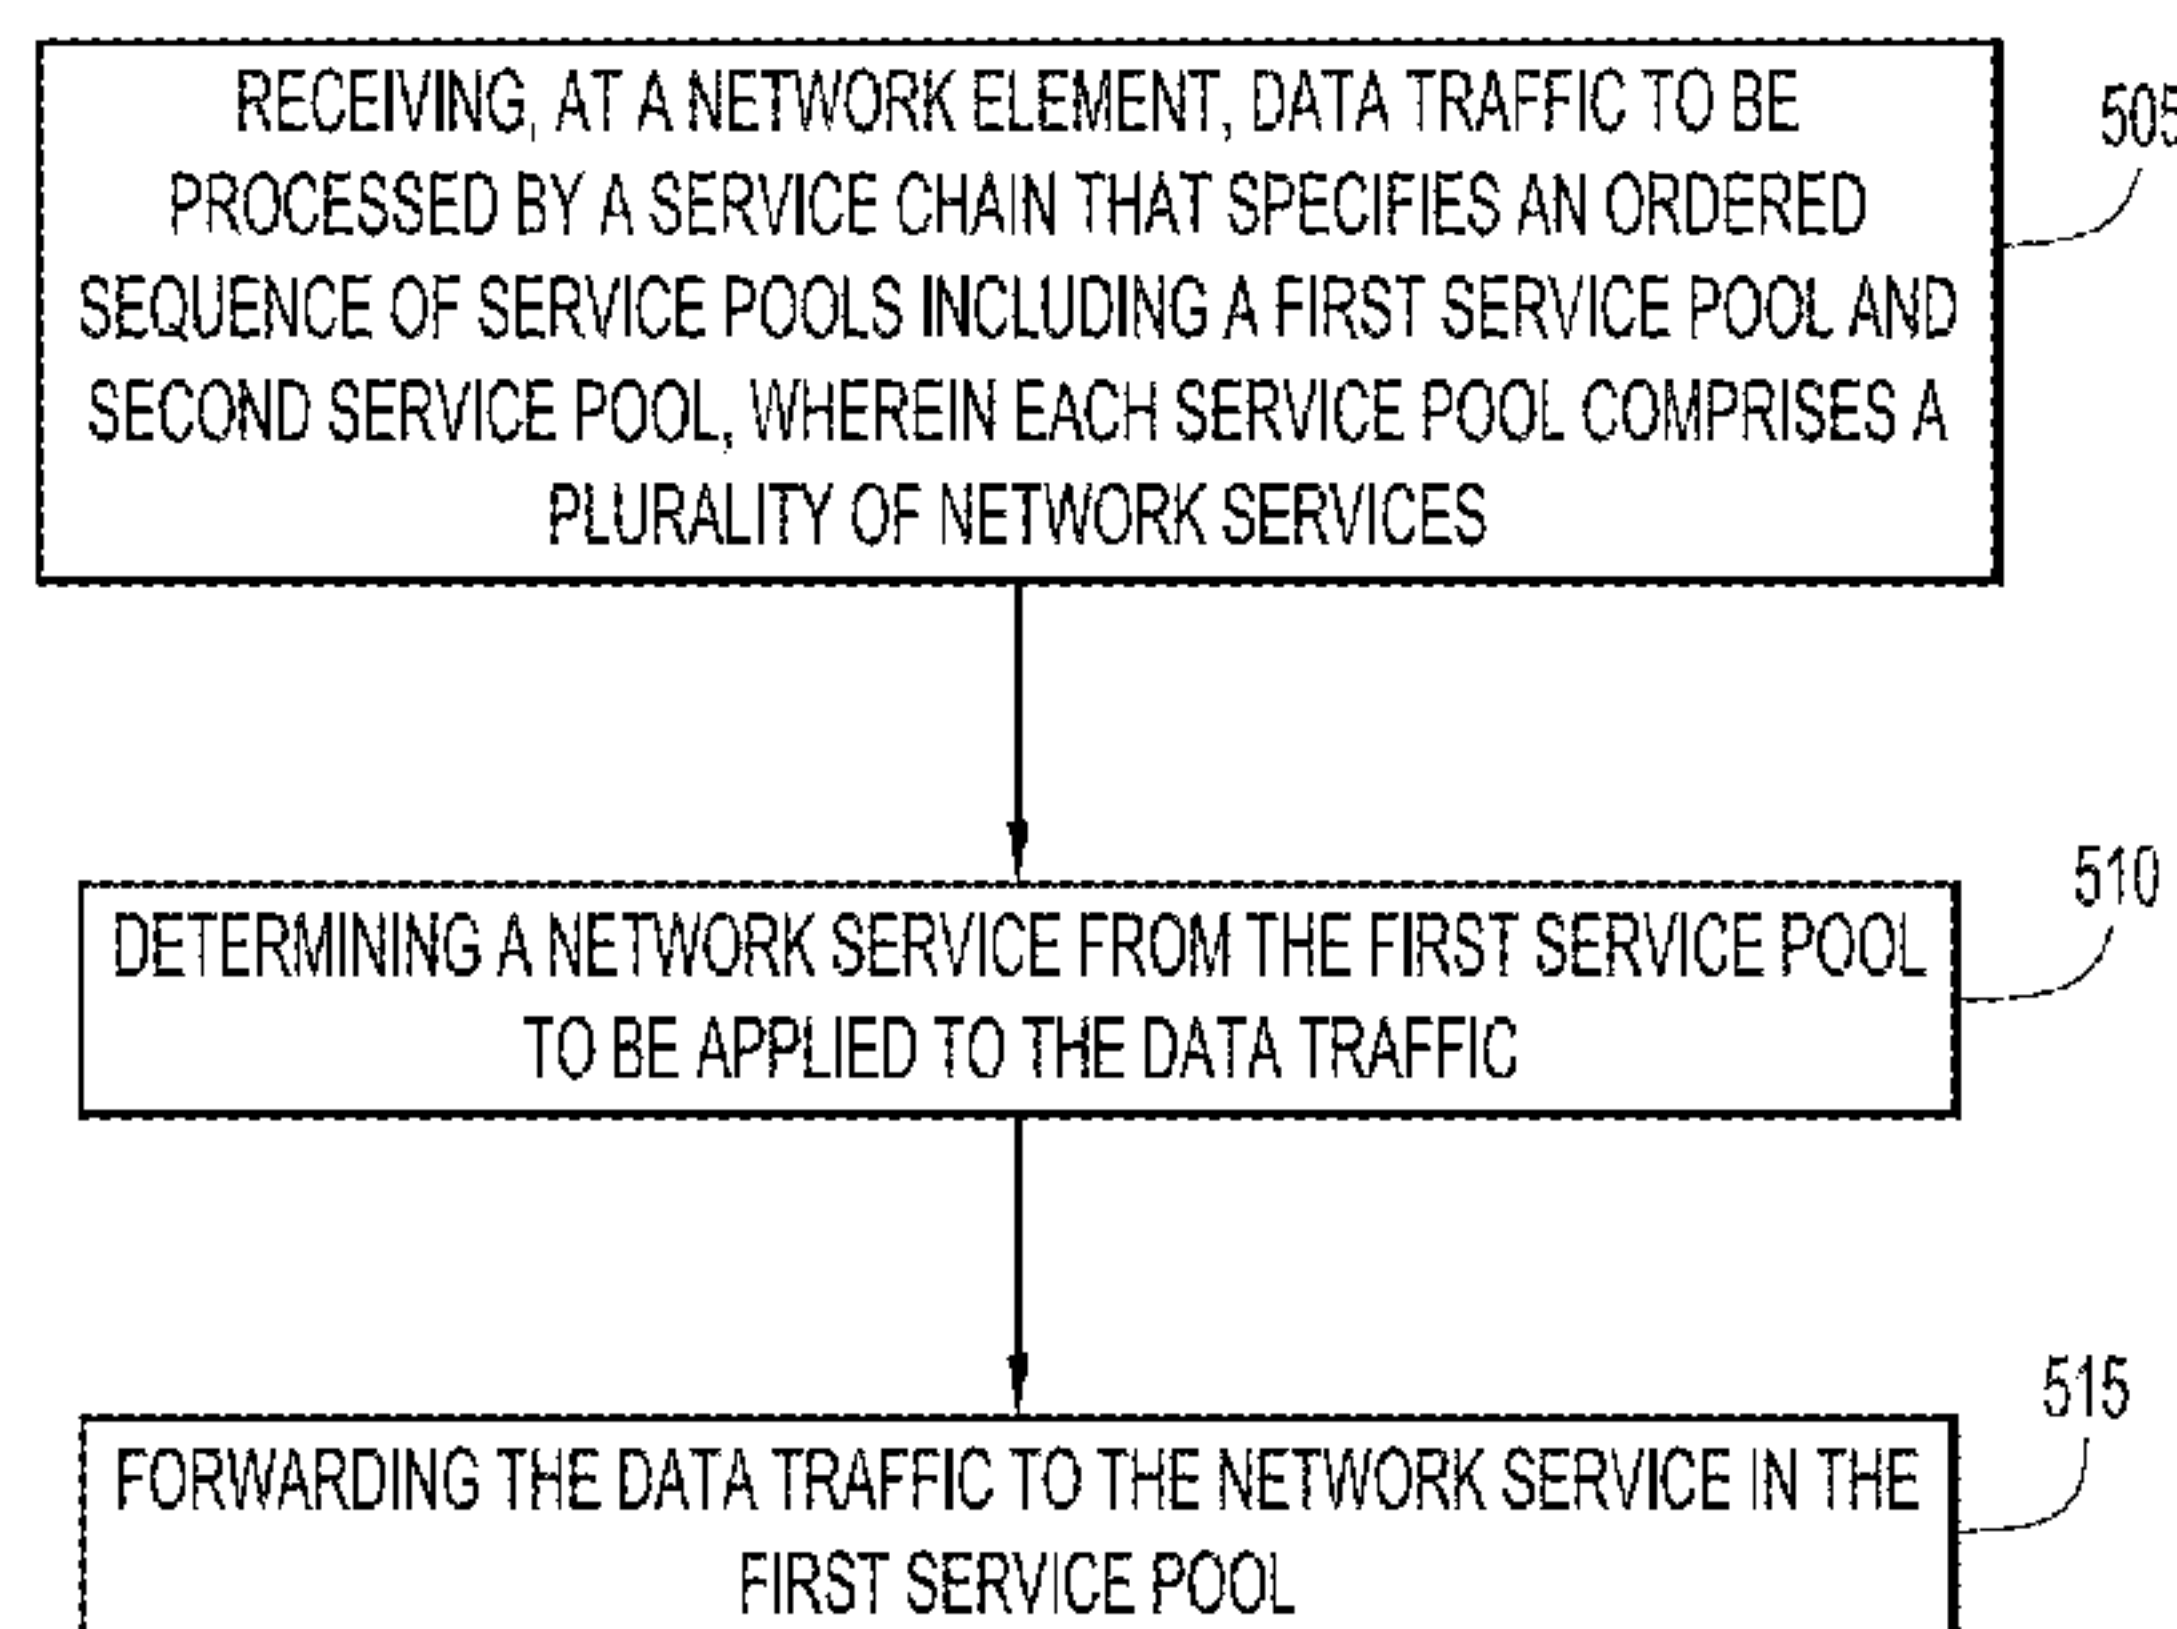 RECEIVING, AT A NETWORK ELEMENT, DATA TRAFFIC TO BE
PROCESSED BY A SERVICE CHAIN THAT SPECIFIES AN ORDERED
SEQUENCE OF SERVICE POOLS INCLUDING A FIRST SERVICE POOL AND
SECOND SERVICE POOL, WHEREIN EACH SERVICE POOL COMPRISES A
PLURALITY OF NETWORK SERVICES
505
DETERMINING A NETWORK SERVICE FROM THE FIRST SERVICE POOL
TO BE APPLIED TO THE DATA TRAFFIC
510
FORWARDING THE DATA TRAFFIC TO THE NETWORK SERVICE IN THE
FIRST SERVICE POOL
515